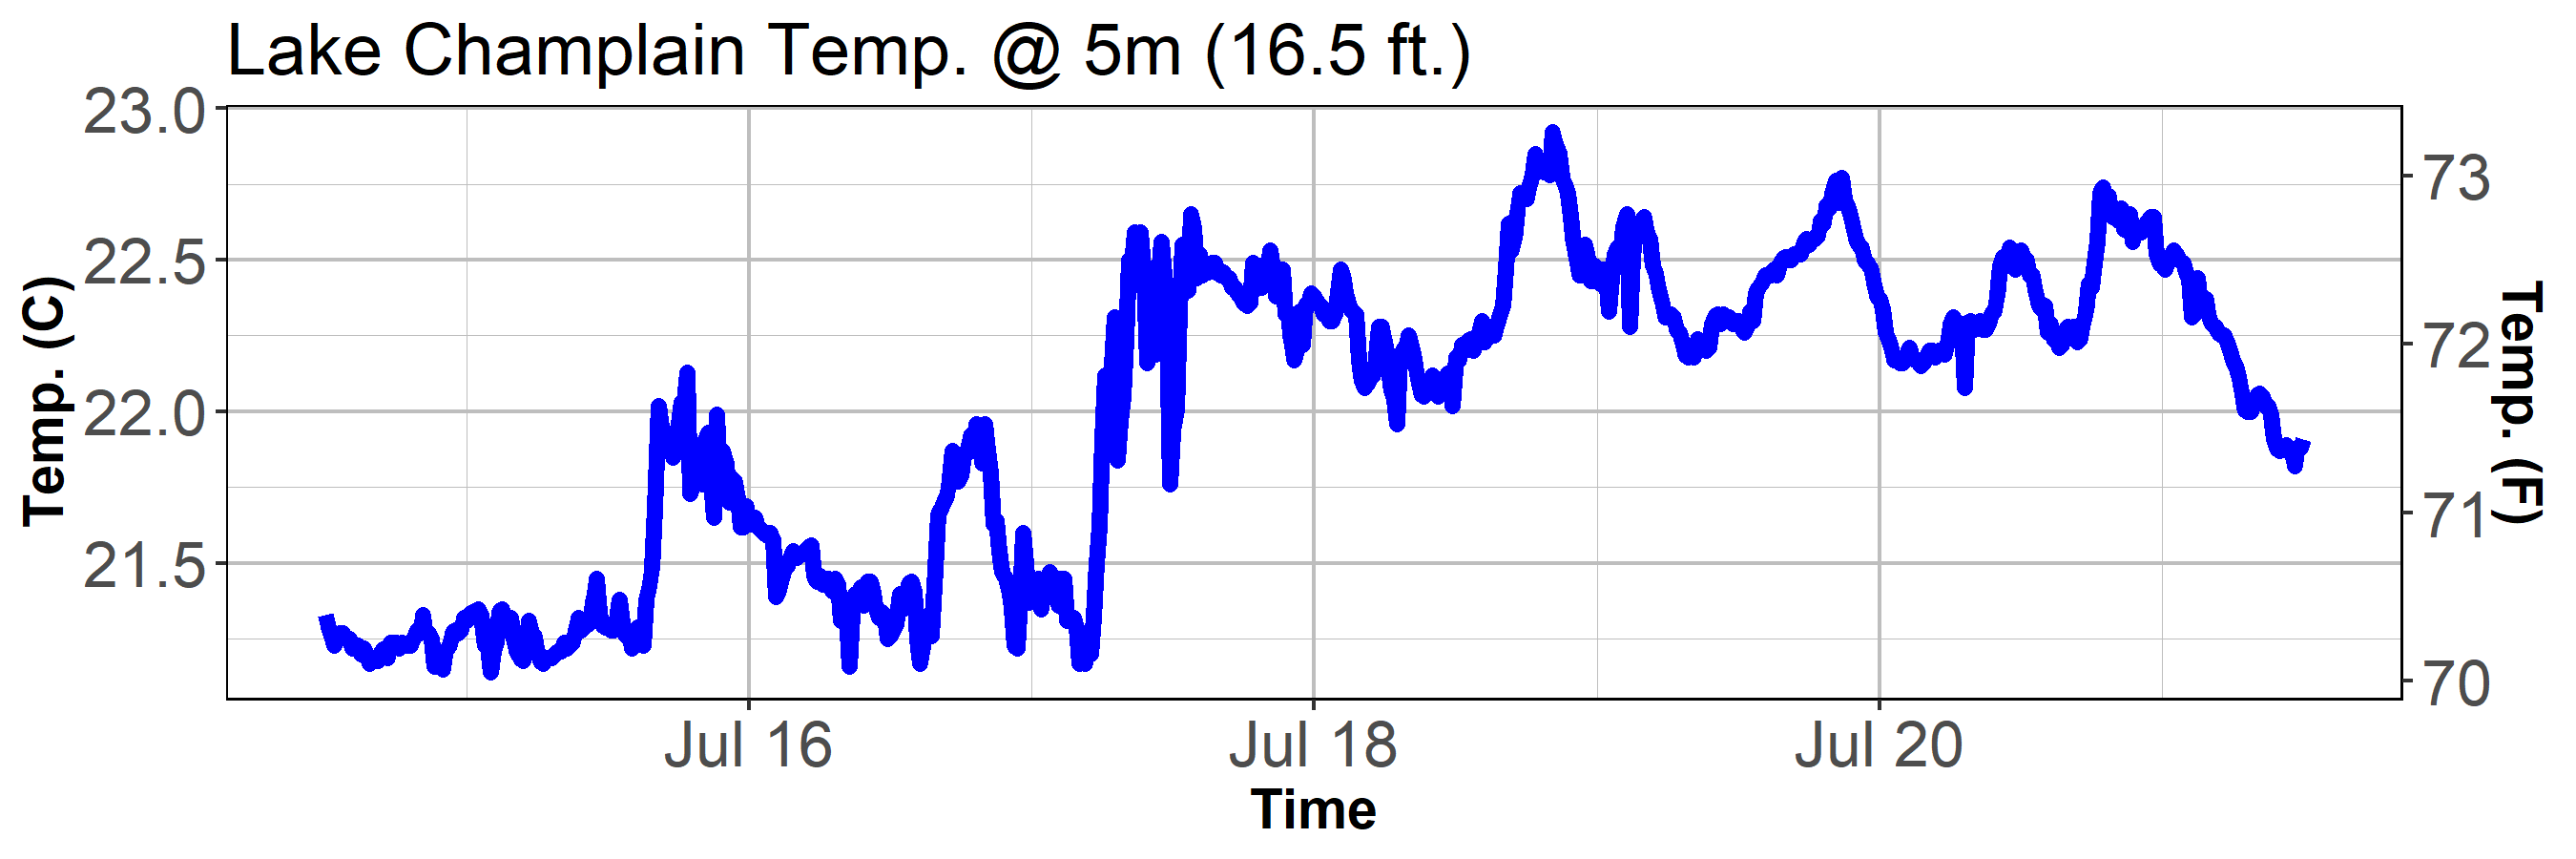 Lake Champlain Temp. @ 5m (16.5 ft.)
23.0
22.5
22.0
21.5
Temp. (C)
73
72
71
70
Temp. (F)
Jul 16
Jul 18
Jul 20
Time